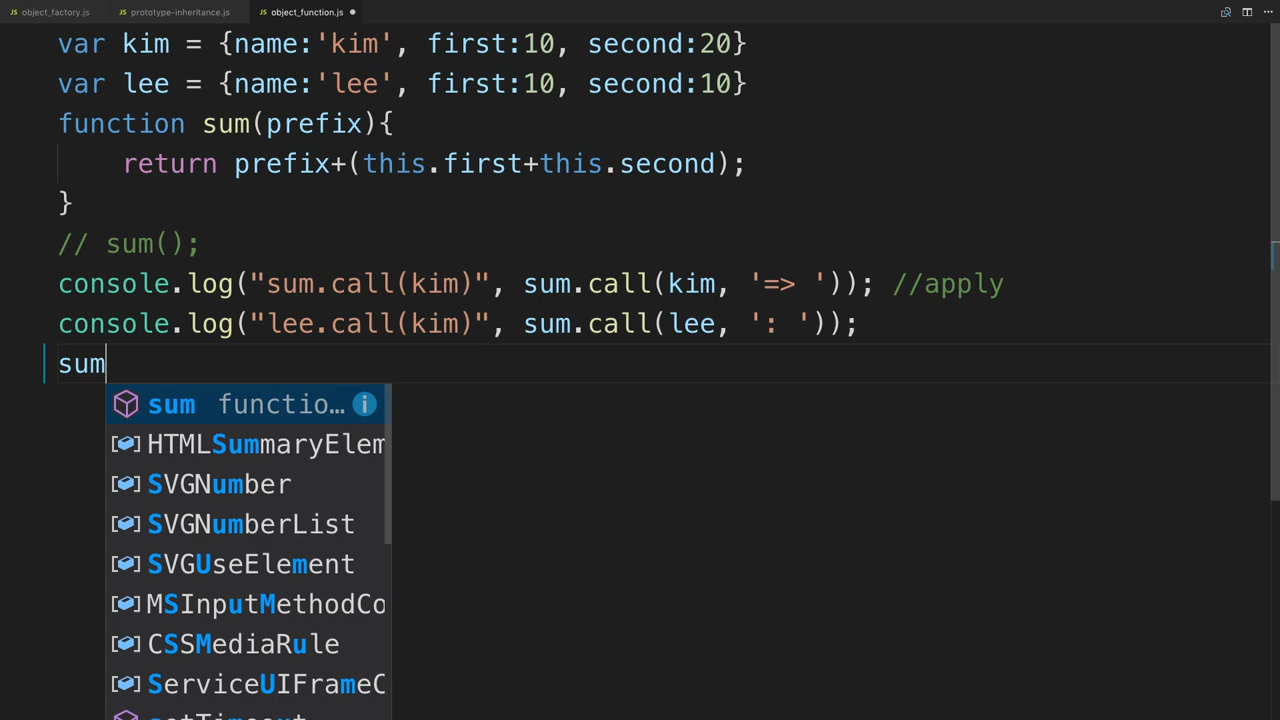 object_factory.js prototype-inheritance.js object_function.js
var kim = {name:'kim', first:10, second:20}
var lee = {name:'lee', first:10, second:10}
function sum(prefix){
return prefix+(this.first+this.second);
}
// sum();
console.log("sum.call(kim)", sum.call(kim, '=> ')); //apply
console.log("lee.call(kim)", sum.call(lee, ': '));
sum
sum functio…
HTMLSummaryElem
SVGNumber
SVGNumberList
SVGUseElement
MSInputMethodCo
CSSMediaRule
ServiceUIFrameC